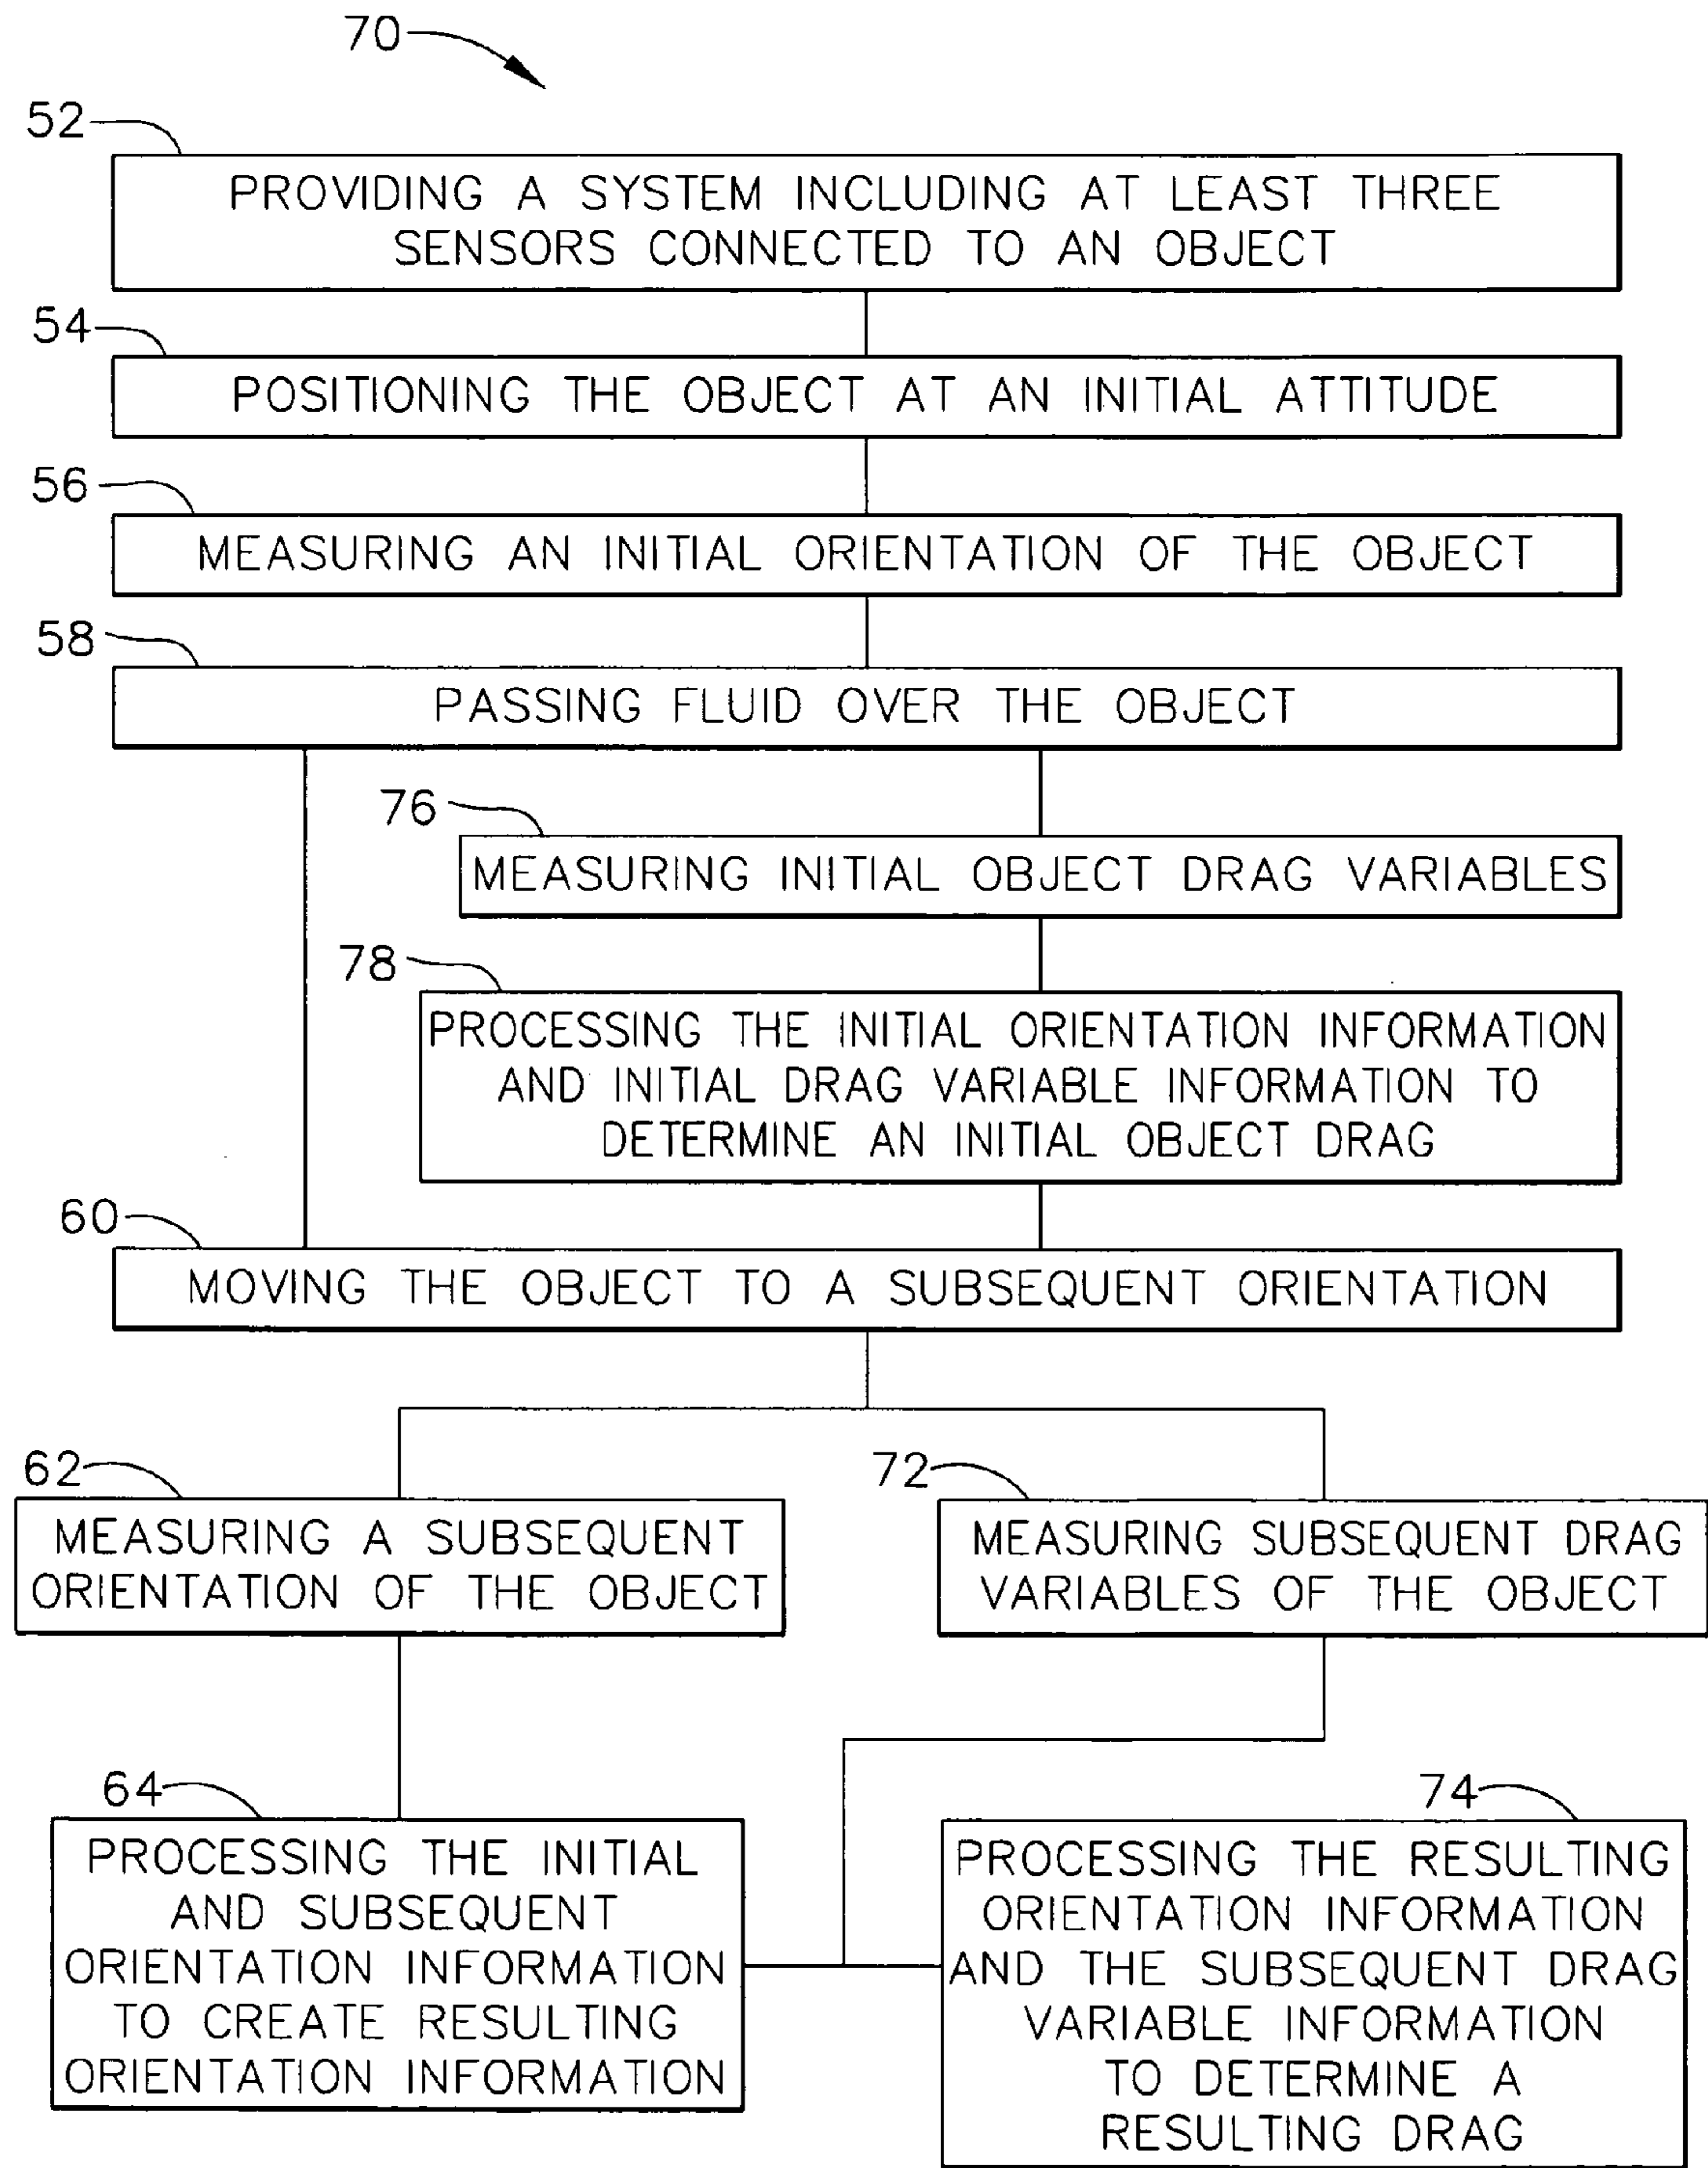 70
52
PROVIDING A SYSTEM INCLUDING AT LEAST THREE
SENSORS CONNECTED TO AN OBJECT
54
POSITIONING THE OBJECT AT AN INITIAL ATTITUDE
56
MEASURING AN INITIAL ORIENTATION OF THE OBJECT
58
PASSING FLUID OVER THE OBJECT
76
MEASURING INITIAL OBJECT DRAG VARIABLES
78
PROCESSING THE INITIAL ORIENTATION INFORMATION
AND INITIAL DRAG VARIABLE INFORMATION TO
DETERMINE AN INITIAL OBJECT DRAG
60
MOVING THE OBJECT TO A SUBSEQUENT ORIENTATION
62
MEASURING A SUBSEQUENT
ORIENTATION OF THE OBJECT
72
MEASURING SUBSEQUENT DRAG
VARIABLES OF THE OBJECT
64
PROCESSING THE INITIAL
AND SUBSEQUENT
ORIENTATION INFORMATION
TO CREATE RESULTING
ORIENTATION INFORMATION
74
PROCESSING THE RESULTING
ORIENTATION INFORMATION
AND THE SUBSEQUENT DRAG
VARIABLE INFORMATION
TO DETERMINE A
RESULTING DRAG